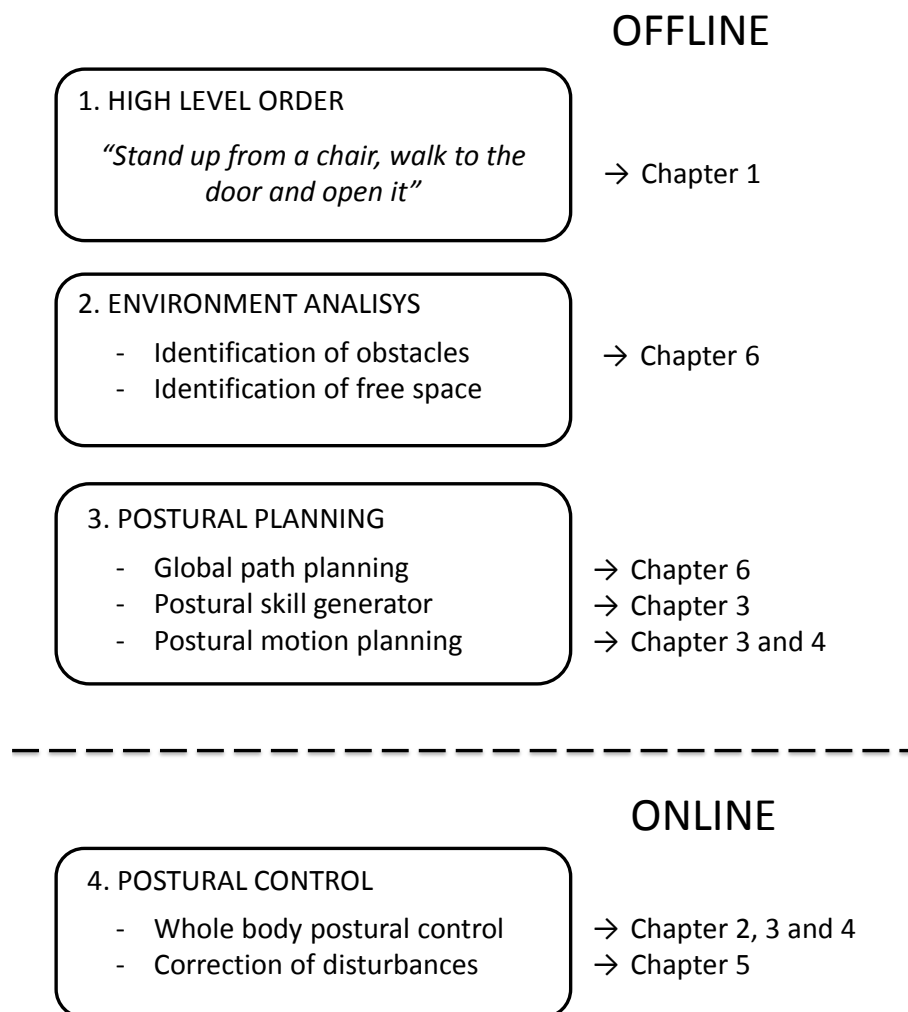 OFFLINE
1. HIGH LEVEL ORDER
“Stand up from a chair, walk to the
door and open it”
→ Chapter 1
2. ENVIRONMENT ANALISYS
- Identification of obstacles
- Identification of free space
→ Chapter 6
3. POSTURAL PLANNING
- Global path planning → Chapter 6
- Postural skill generator → Chapter 3
- Postural motion planning → Chapter 3 and 4
ONLINE
4. POSTURAL CONTROL
- Whole body postural control → Chapter 2, 3 and 4
- Correction of disturbances → Chapter 5